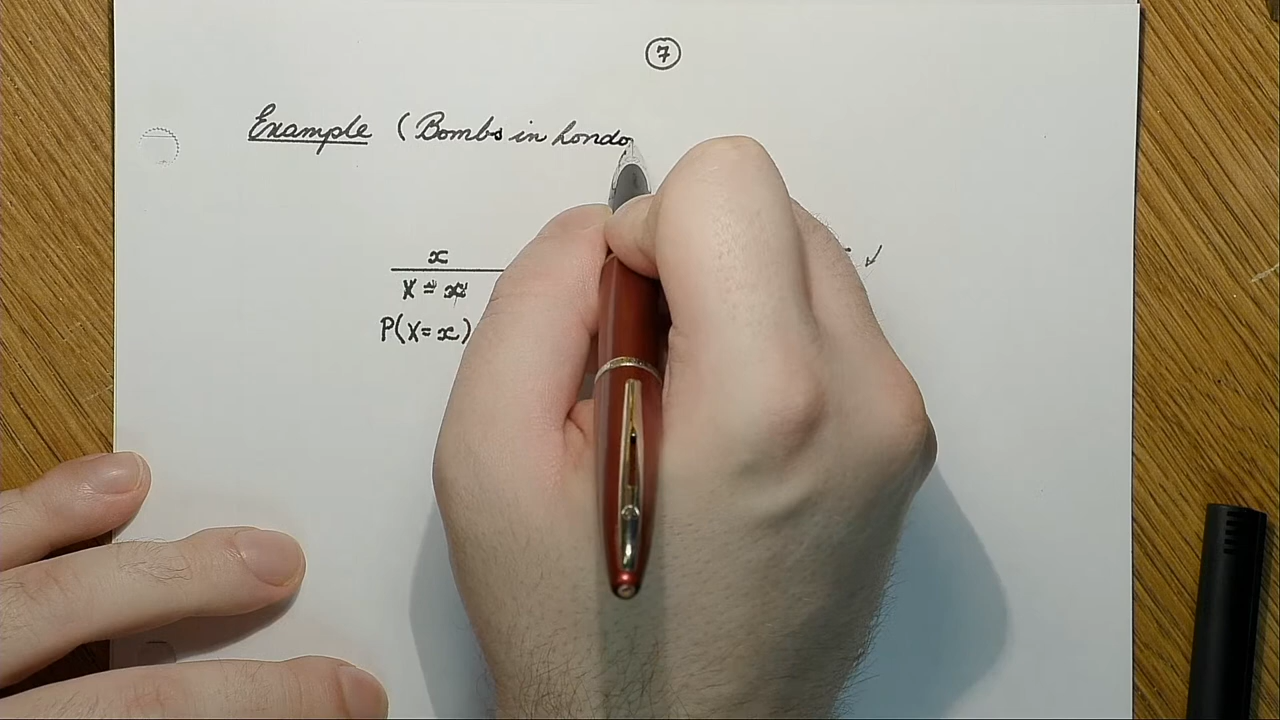 7
Example (Bombs in Londo
x
X = x
P(X=x)